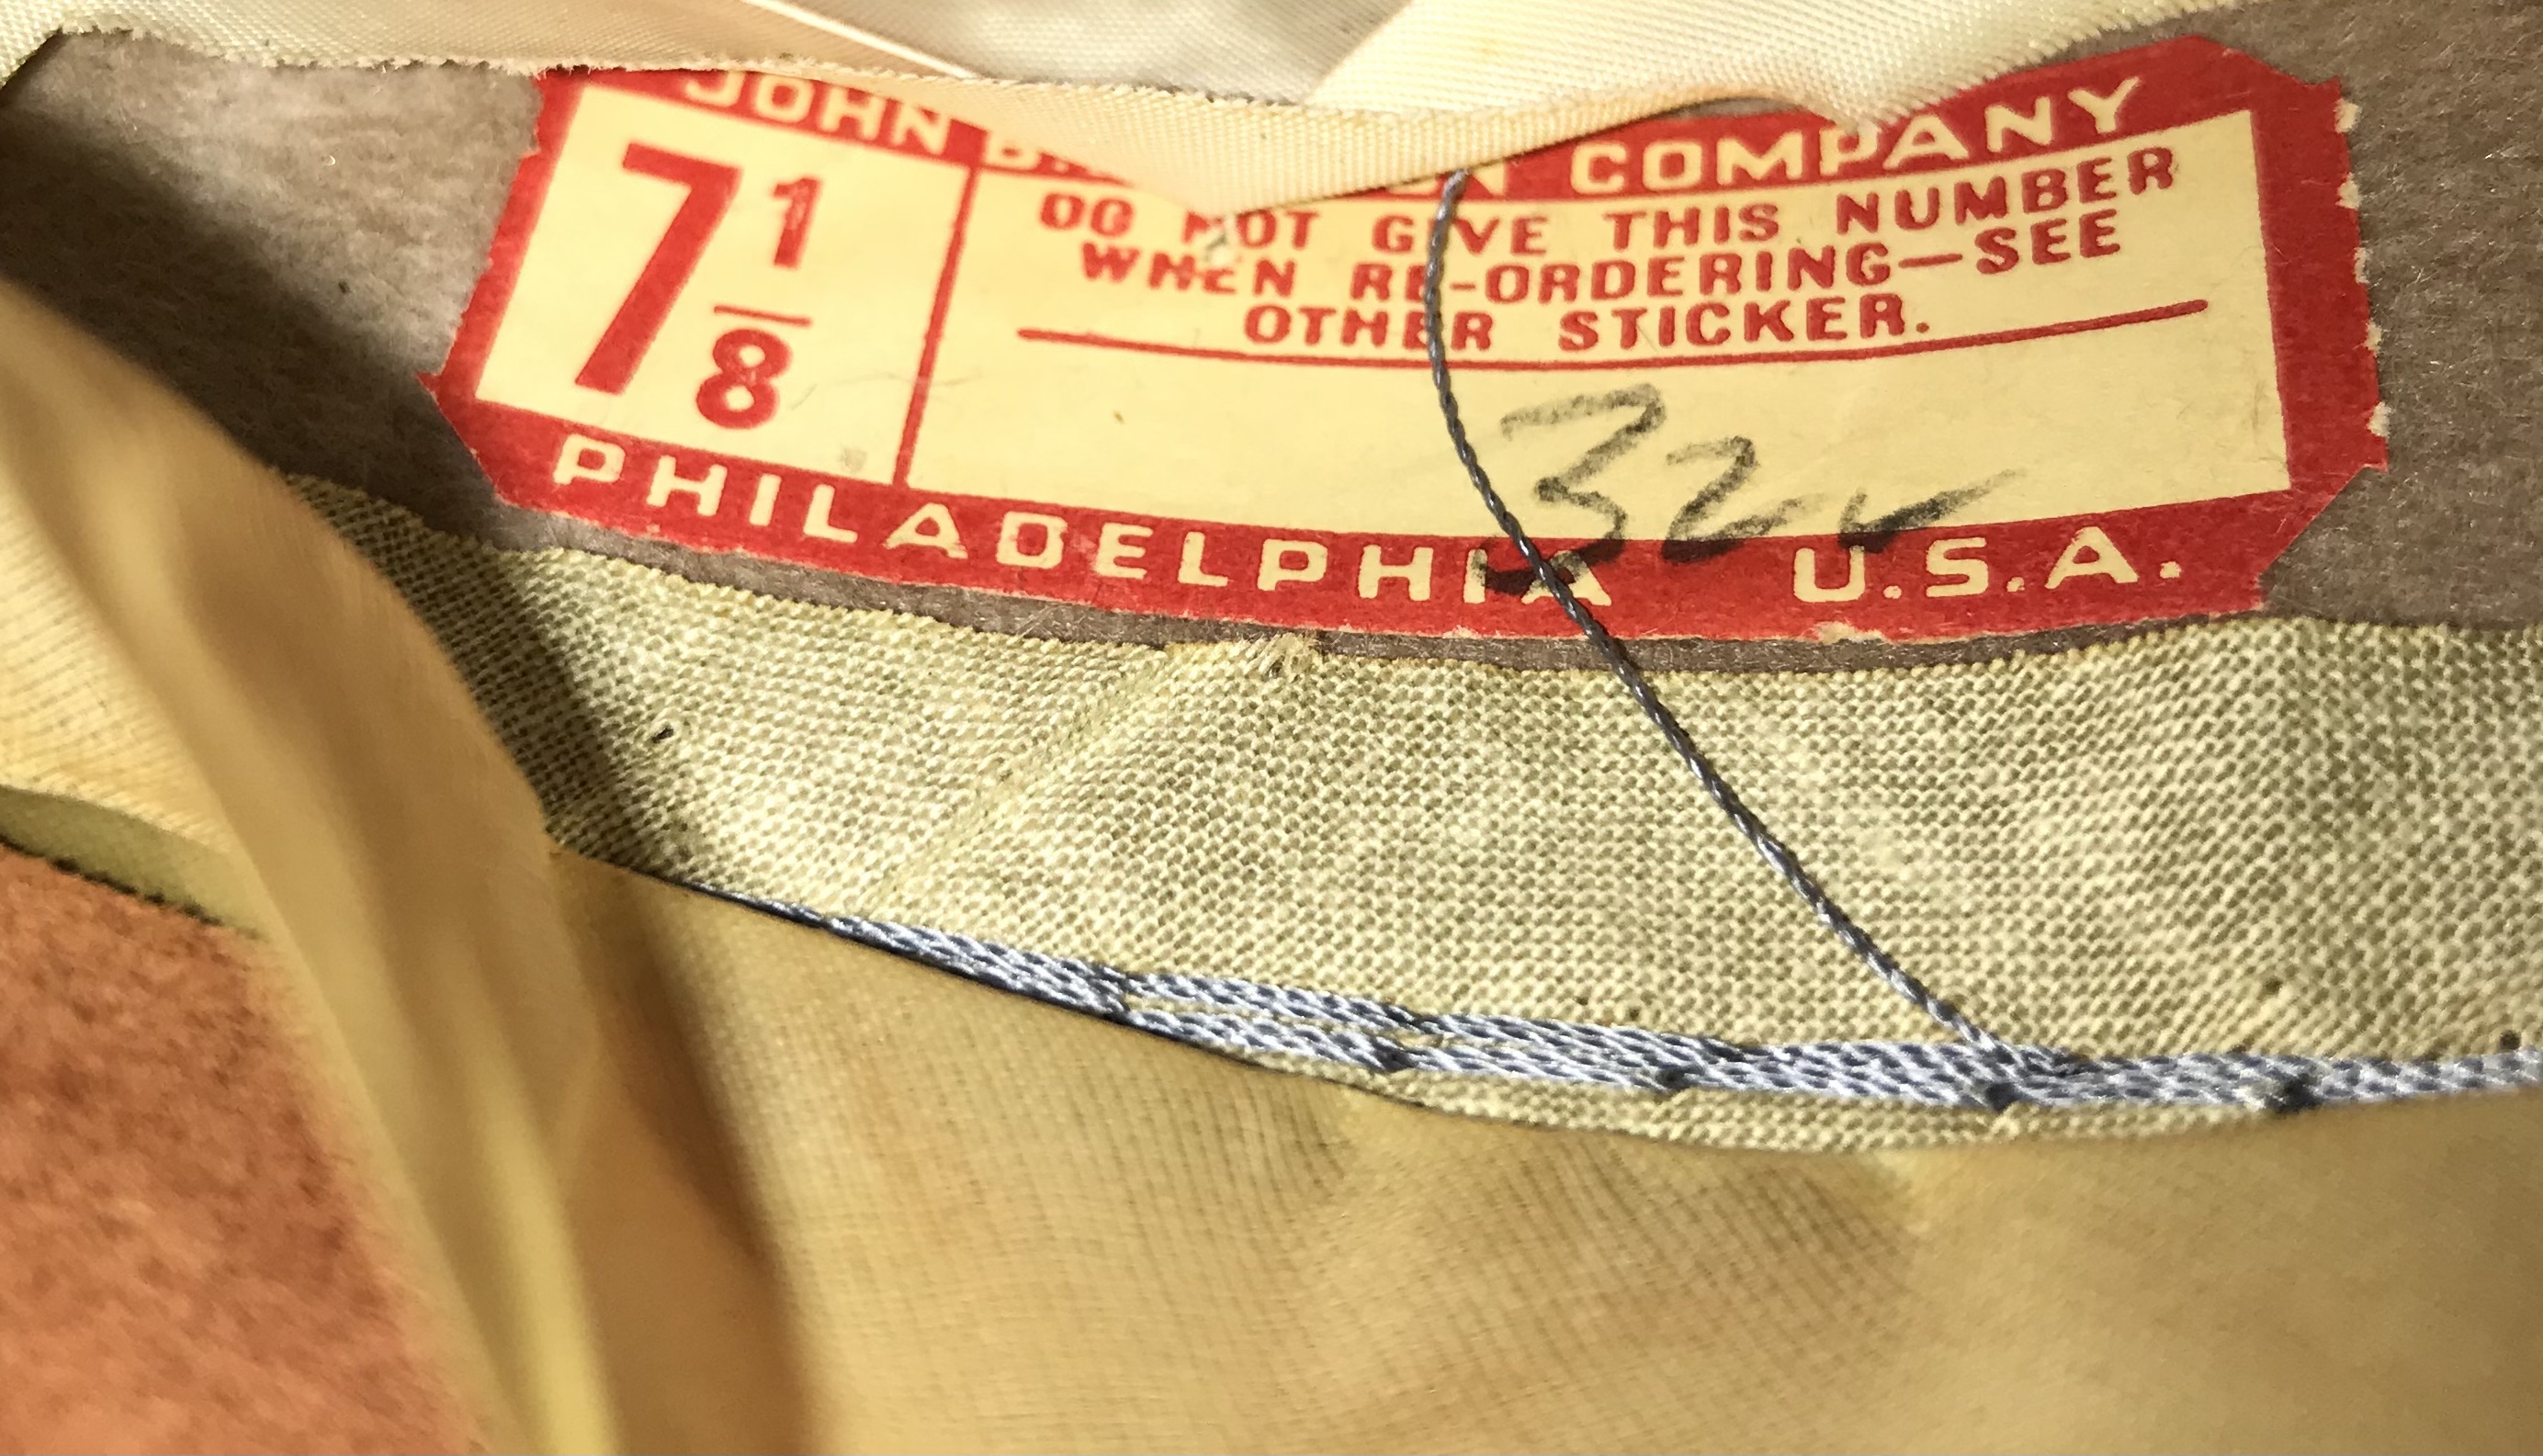 JOHN B. COMPANY
7 1/8
DO NOT GIVE THIS NUMBER
WHEN RE-ORDERING—SEE
OTHER STICKER.
PHILADELPHIA U.S.A.